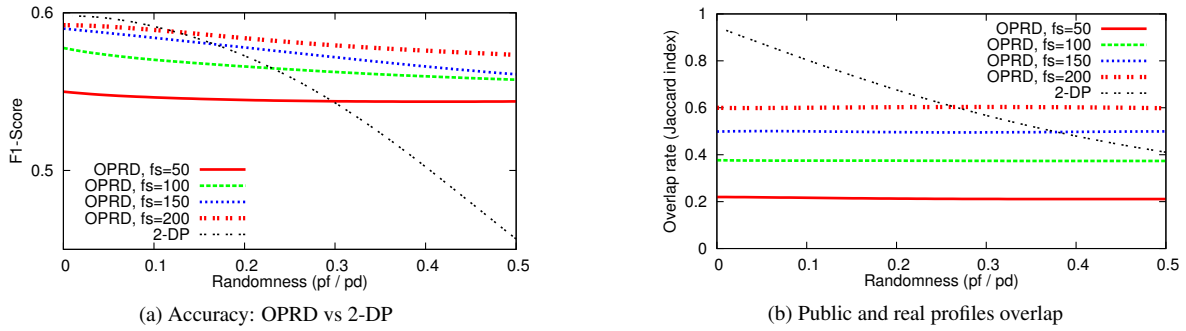 0.6
0.5
F1-Score
OPRD, fs=50
OPRD, fs=100
OPRD, fs=150
OPRD, fs=200
2-DP
0 0.1 0.2 0.3 0.4 0.5
Randomness (pf / pd)
(a) Accuracy: OPRD vs 2-DP
1
0.8
0.6
0.4
0.2
0
Overlap rate (Jaccard index)
OPRD, fs=50
OPRD, fs=100
OPRD, fs=150
OPRD, fs=200
2-DP
0 0.1 0.2 0.3 0.4 0.5
Randomness (pf / pd)
(b) Public and real profiles overlap